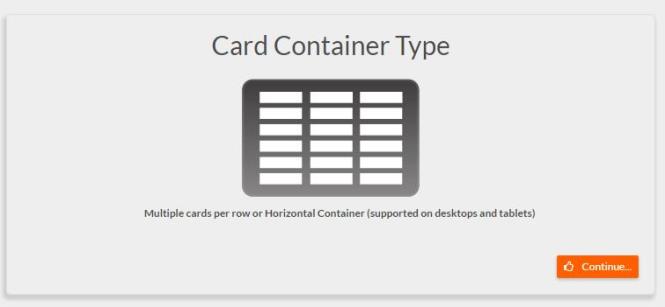 Card Container Type
Multiple cards per row or Horizontal Container (supported on desktops and tablets)
Continue...